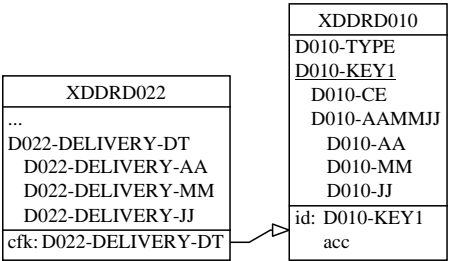 XDDRD022
...
D022-DELIVERY-DT
D022-DELIVERY-AA
D022-DELIVERY-MM
D022-DELIVERY-JJ
cfk: D022-DELIVERY-DT
XDDRD010
D010-TYPE
D010-KEY1
D010-CE
D010-AAMMJJ
D010-AA
D010-MM
D010-JJ
id: D010-KEY1
acc